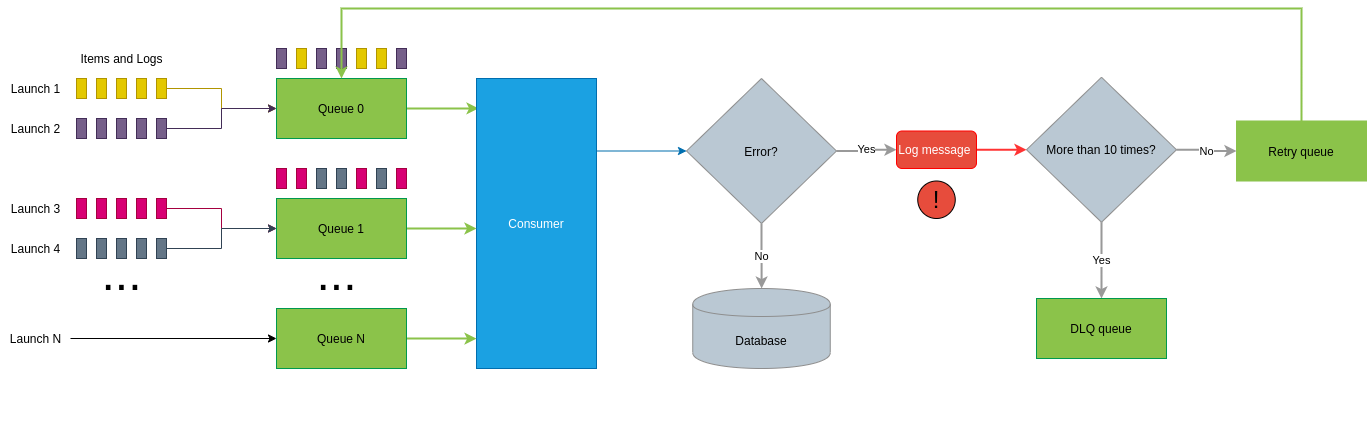 Items and Logs
Launch 1
Launch 2
Queue 0
Launch 3
Launch 4
Queue 1
...
...
Launch N
Queue N
Consumer
Error?
Yes
Log message
!
More than 10 times?
No
Retry queue
No
Database
Yes
DLQ queue